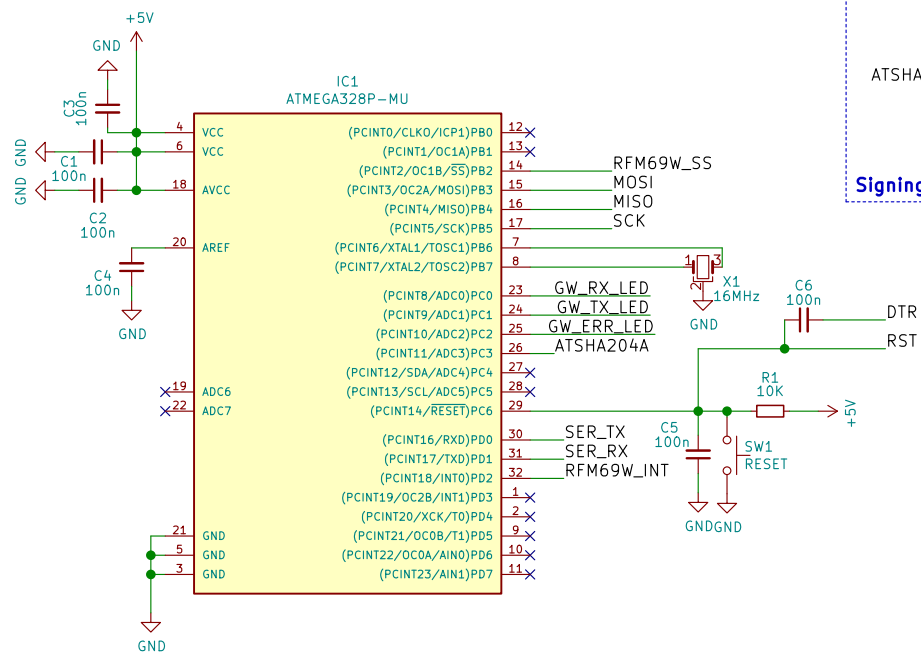 +5V
GND
C3
100n
GND
C1
100n
GND
C2
100n
C4
100n
GND
IC1
ATMEGA328P-MU
4 VCC
6 VCC
18 AVCC
20 AREF
19 ADC6
22 ADC7
21 GND
5 GND
3 GND
GND
(PCINT0/CLKO/ICP1)PB0 12
(PCINT1/OC1A)PB1 13
(PCINT2/OC1B/SS)PB2 14 RFM69W_SS
(PCINT3/OC2A/MOSI)PB3 15 MOSI
(PCINT4/MISO)PB4 16 MISO
(PCINT5/SCK)PB5 17 SCK
(PCINT6/XTAL1/TOSC1)PB6 7
(PCINT7/XTAL2/TOSC2)PB7 8
1 3
2
X1
16MHz
GND
(PCINT8/ADC0)PC0 23 GW_RX_LED
(PCINT9/ADC1)PC1 24 GW_TX_LED
(PCINT10/ADC2)PC2 25 GW_ERR_LED
(PCINT11/ADC3)PC3 26 ATSHA204A
(PCINT12/SDA/ADC4)PC4 27
(PCINT13/SCL/ADC5)PC5 28
(PCINT14/RESET)PC6 29
(PCINT16/RXD)PD0 30 SER_TX
(PCINT17/TXD)PD1 31 SER_RX
(PCINT18/INT0)PD2 32 RFM69W_INT
(PCINT19/OC2B/INT1)PD3 1
(PCINT20/XCK/T0)PD4 2
(PCINT21/OC0B/T1)PD5 9
(PCINT22/OC0A/AIN0)PD6 10
(PCINT23/AIN1)PD7 11
C6
100n
DTR
RST
R1
10K
+5V
C5
100n
SW1
RESET
GND
GND
ATSHA
Signing